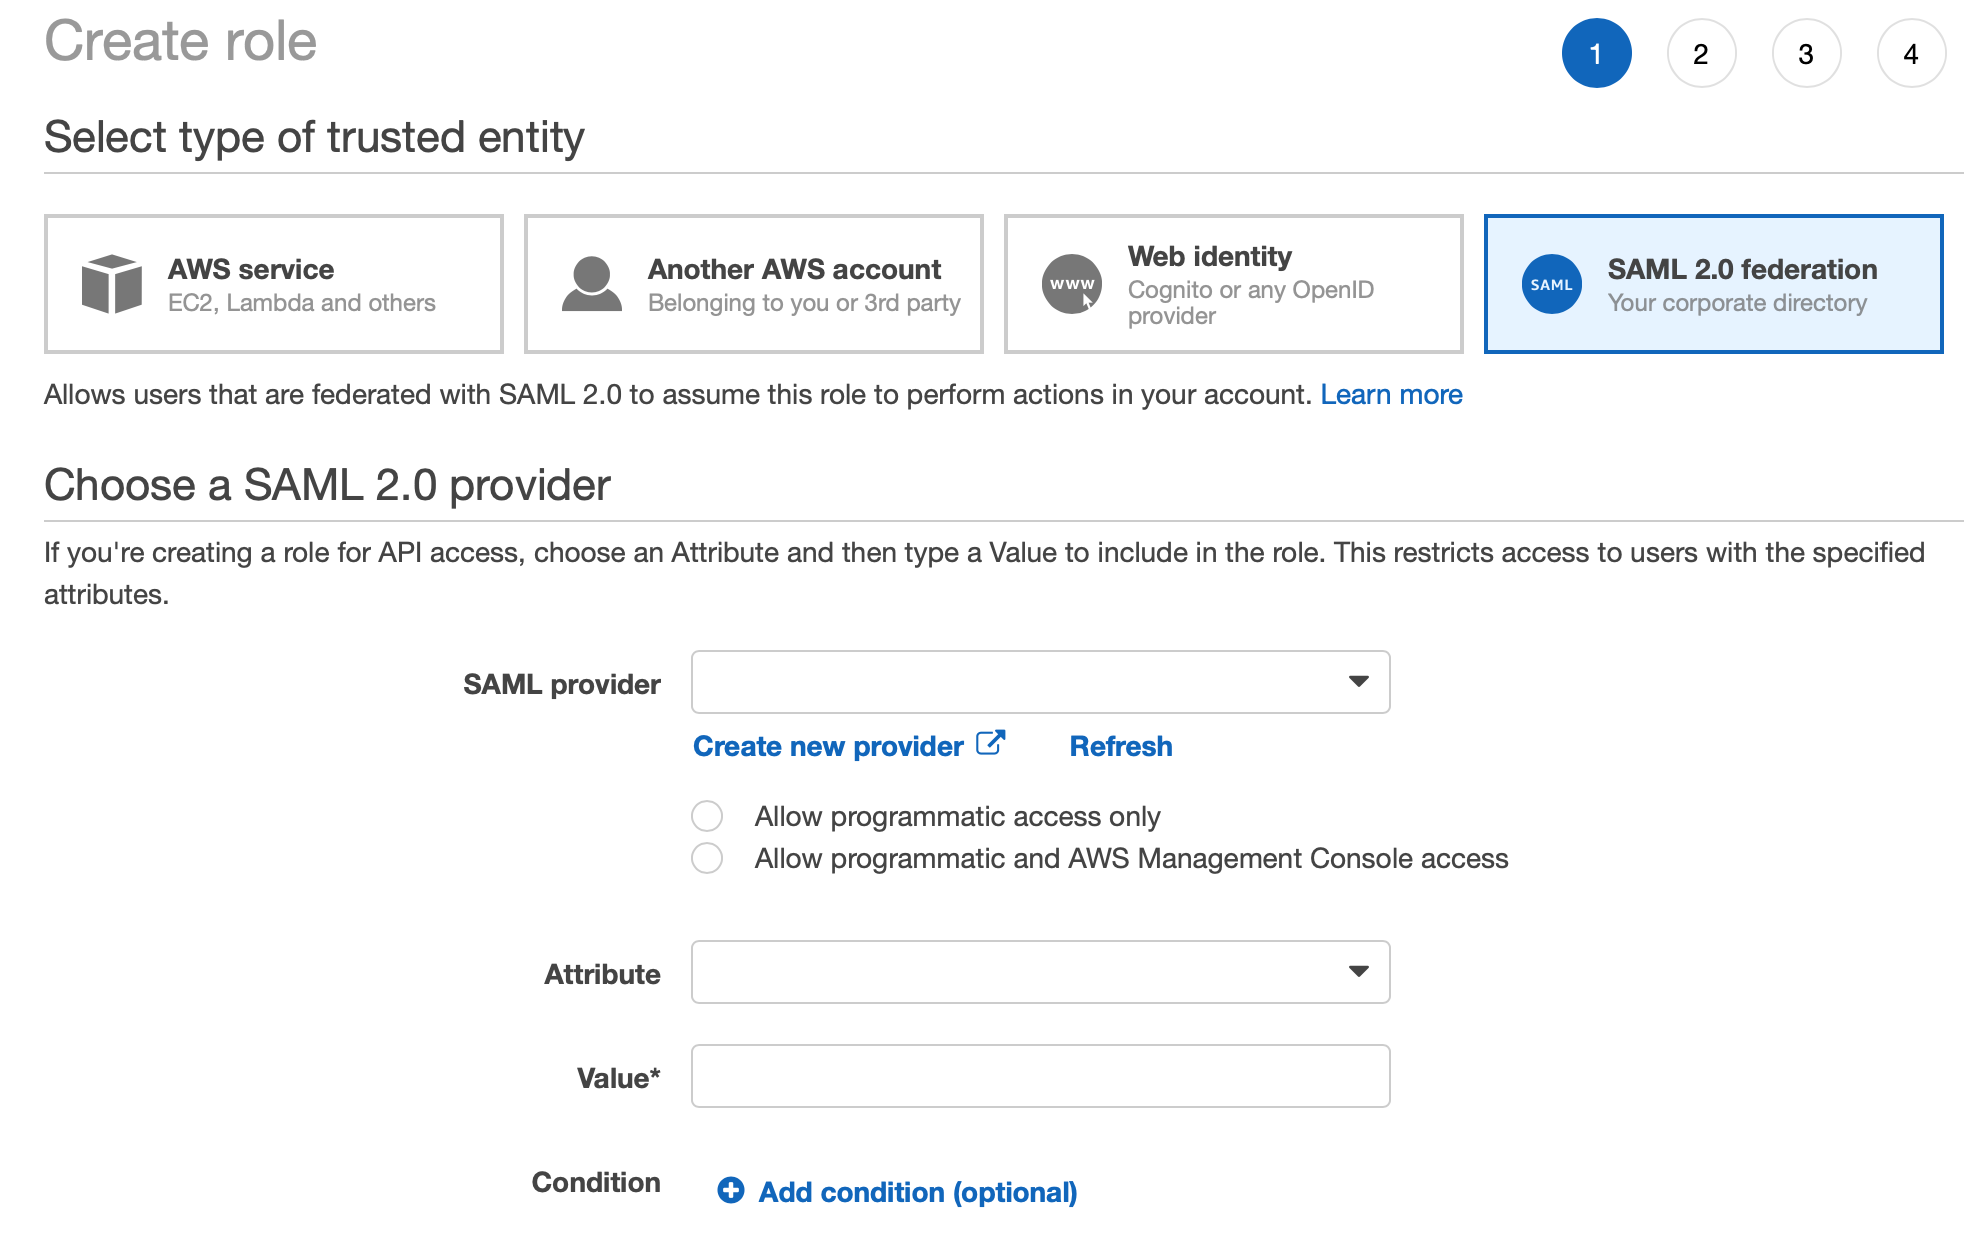 Create role
1 2 3 4
Select type of trusted entity
AWS service
EC2, Lambda and others
Another AWS account
Belonging to you or 3rd party
www
Web identity
Cognito or any OpenID
provider
SAML
SAML 2.0 federation
Your corporate directory
Allows users that are federated with SAML 2.0 to assume this role to perform actions in your account. Learn more
Choose a SAML 2.0 provider
If you're creating a role for API access, choose an Attribute and then type a Value to include in the role. This restricts access to users with the specified
attributes.
SAML provider
Create new provider Refresh
Allow programmatic access only
Allow programmatic and AWS Management Console access
Attribute
Value*
Condition
Add condition (optional)